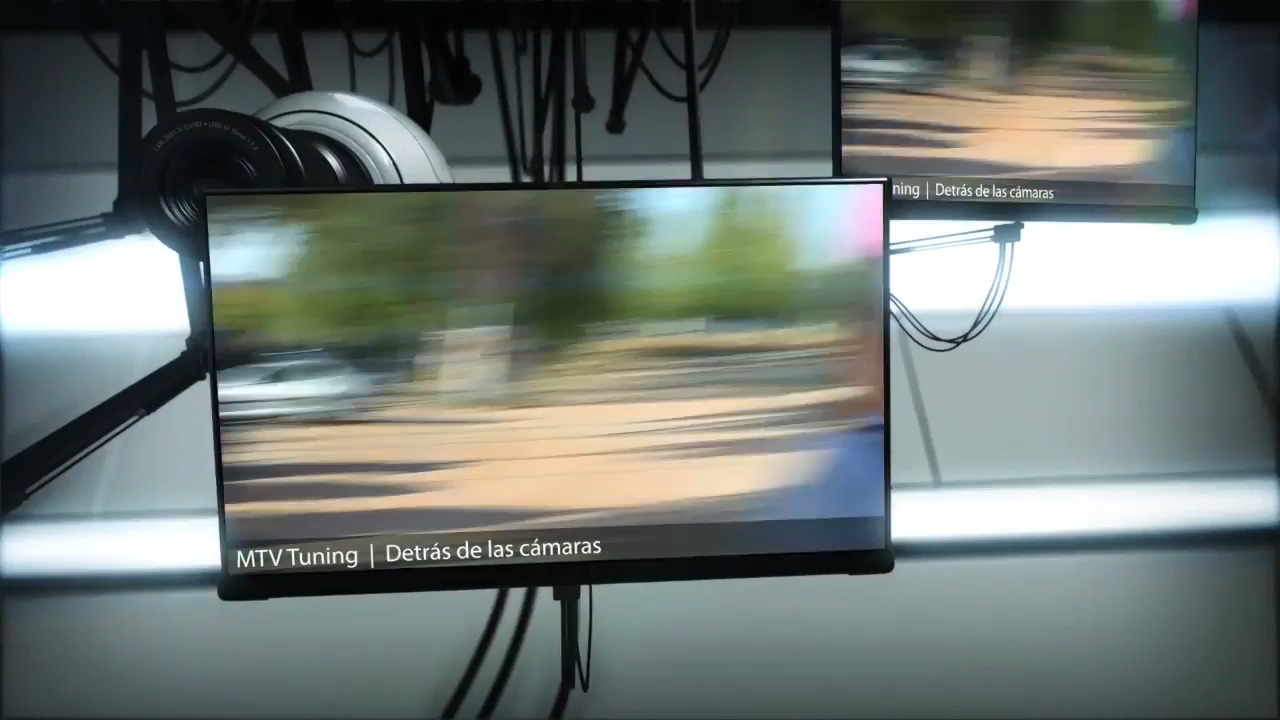 MTV Tuning | Detrás de las cámaras
ning | Detrás de las cámaras